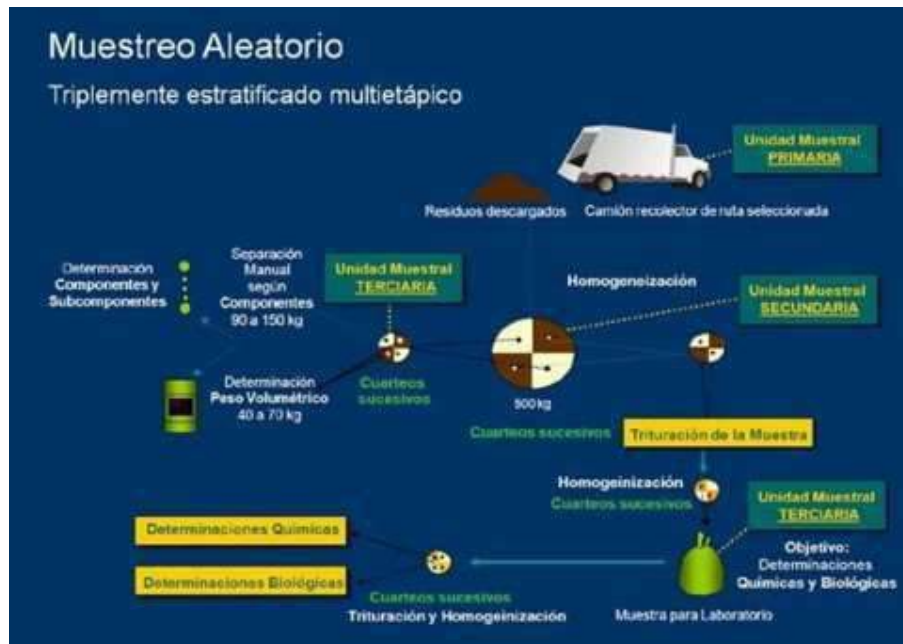 Muestreo Aleatorio
Triplemente estratificado multietápico
Unidad Muestral
PRIMARIA
Residuos descargados
Camión recolector de ruta seleccionada
Determinación
Componentes y
Subcomponentes
Separación
Manual
según
Componentes
90 a 150 kg
Unidad Muestral
TERCIARIA
Homogeneización
Unidad Muestral
SECUNDARIA
Determinación
Peso Volumétrico
40 a 70 kg
Cuarteos
sucesivos
500 kg
Cuarteos sucesivos
Trituración de la Muestra
Homogeinización
Cuarteos sucesivos
Unidad Muestral
TERCIARIA
Objetivo:
Determinaciones
Químicas y Biológicas
Determinaciones Químicas
Determinaciones Biológicas
Cuarteos sucesivos
Trituración y Homogeinización
Muestra para Laboratorio